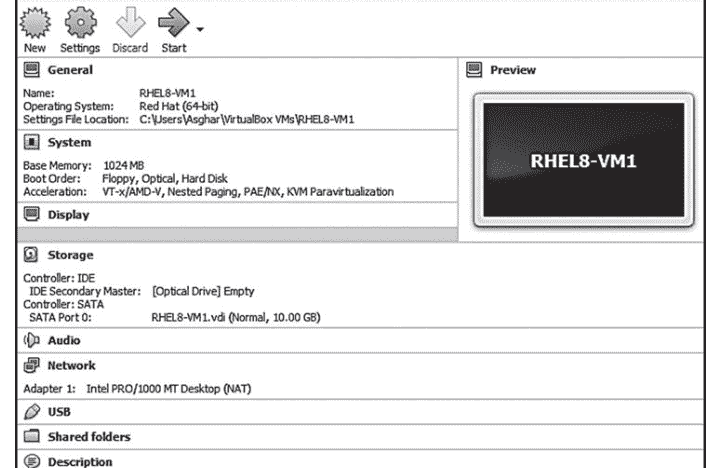 New Settings Discard Start
General
Name: RHEL8-VM1
Operating System: Red Hat (64-bit)
Settings File Location: C:\Users\Asghar\VirtualBox VMs\RHEL8-VM1
System
Base Memory: 1024 MB
Boot Order: Floppy, Optical, Hard Disk
Acceleration: VT-x/AMD-V, Nested Paging, PAE/NX, KVM Paravirtualization
Display
Preview
RHEL8-VM1
Storage
Controller: IDE
IDE Secondary Master: [Optical Drive] Empty
Controller: SATA
SATA Port 0: RHEL8-VM1.vdi (Normal, 10.00 GB)
Audio
Network
Adapter 1: Intel PRO/1000 MT Desktop (NAT)
USB
Shared folders
Description